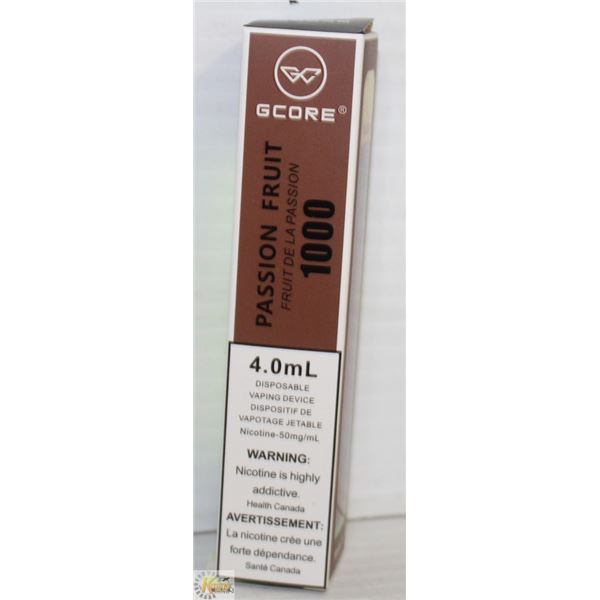 GCORE®
PASSION FRUIT
FRUIT DE LA PASSION
1000
4.0mL
DISPOSABLE
VAPING DEVICE
DISPOSITIF DE
VAPOTAGE JETABLE
Nicotine-50mg/mL
WARNING:
Nicotine is highly
addictive.
Health Canada
AVERTISSEMENT:
La nicotine crée une
forte dépendance.
Santé Canada